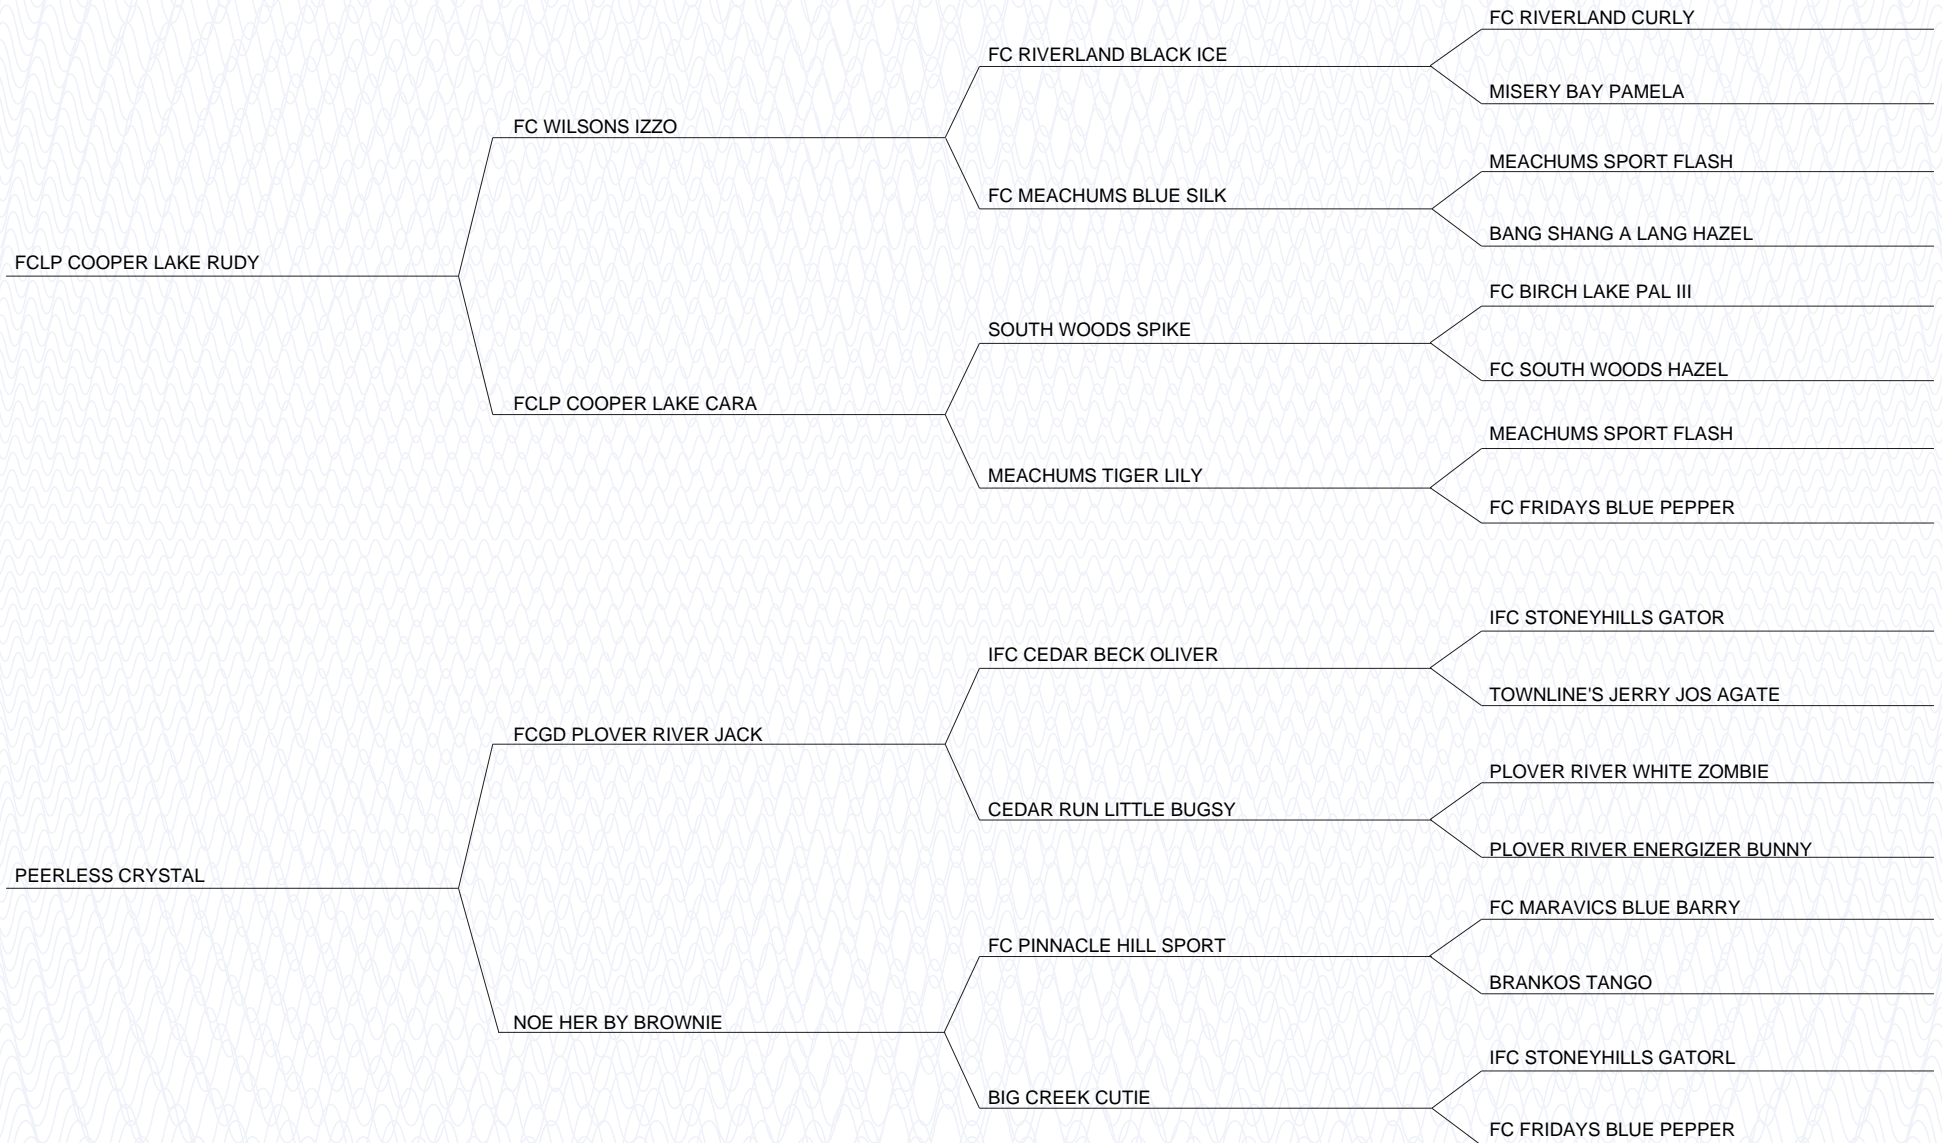 FC RIVERLAND CURLY
FC RIVERLAND BLACK ICE
MISERY BAY PAMELA
FC WILSONS IZZO
MEACHUMS SPORT FLASH
FC MEACHUMS BLUE SILK
BANG SHANG A LANG HAZEL
FCLP COOPER LAKE RUDY
FC BIRCH LAKE PAL III
SOUTH WOODS SPIKE
FC SOUTH WOODS HAZEL
FCLP COOPER LAKE CARA
MEACHUMS SPORT FLASH
MEACHUMS TIGER LILY
FC FRIDAYS BLUE PEPPER
IFC STONEYHILLS GATOR
IFC CEDAR BECK OLIVER
TOWNLINE'S JERRY JOS AGATE
FCGD PLOVER RIVER JACK
PLOVER RIVER WHITE ZOMBIE
CEDAR RUN LITTLE BUGSY
PLOVER RIVER ENERGIZER BUNNY
PEERLESS CRYSTAL
FC MARAVICS BLUE BARRY
FC PINNACLE HILL SPORT
BRANKOS TANGO
NOE HER BY BROWNIE
IFC STONEYHILLS GATORL
BIG CREEK CUTIE
FC FRIDAYS BLUE PEPPER